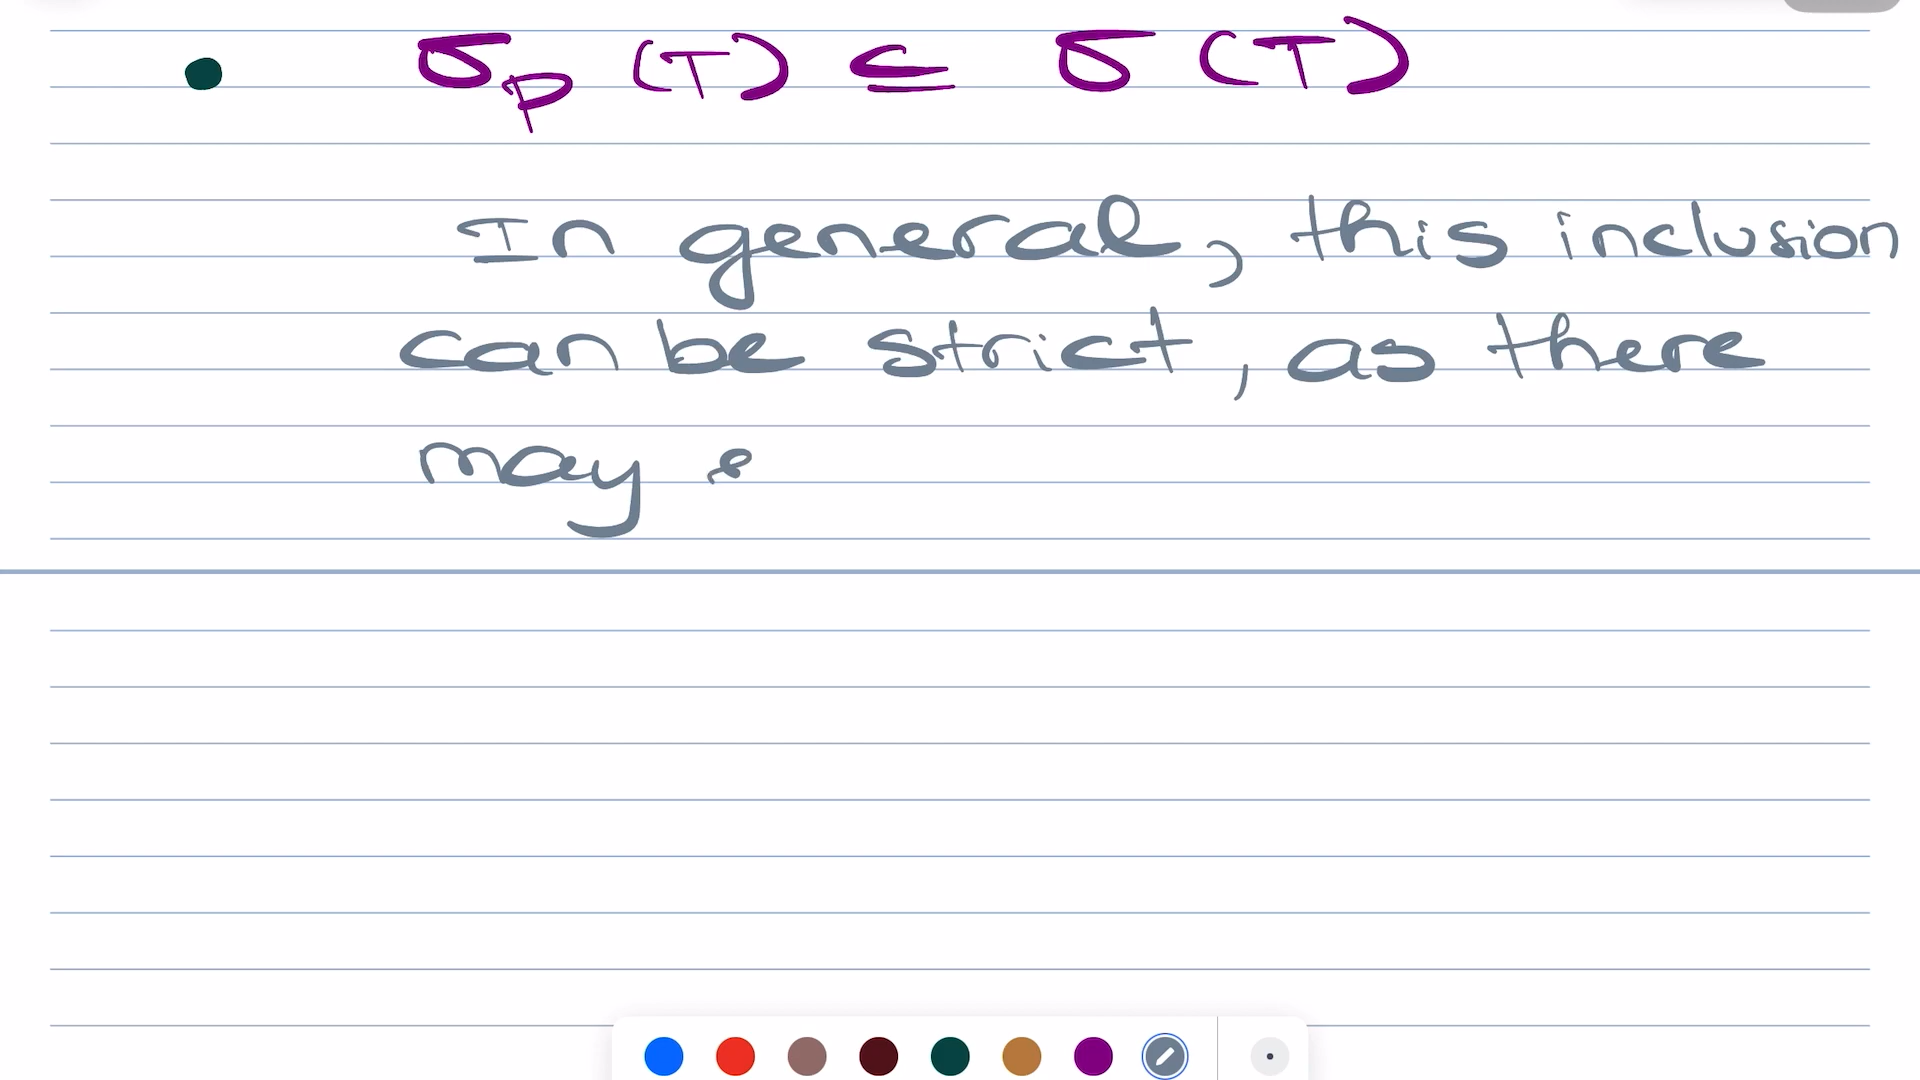 σₚ (T) ⊆ σ (T)
In general, this inclusion
can be strict, as there
may e